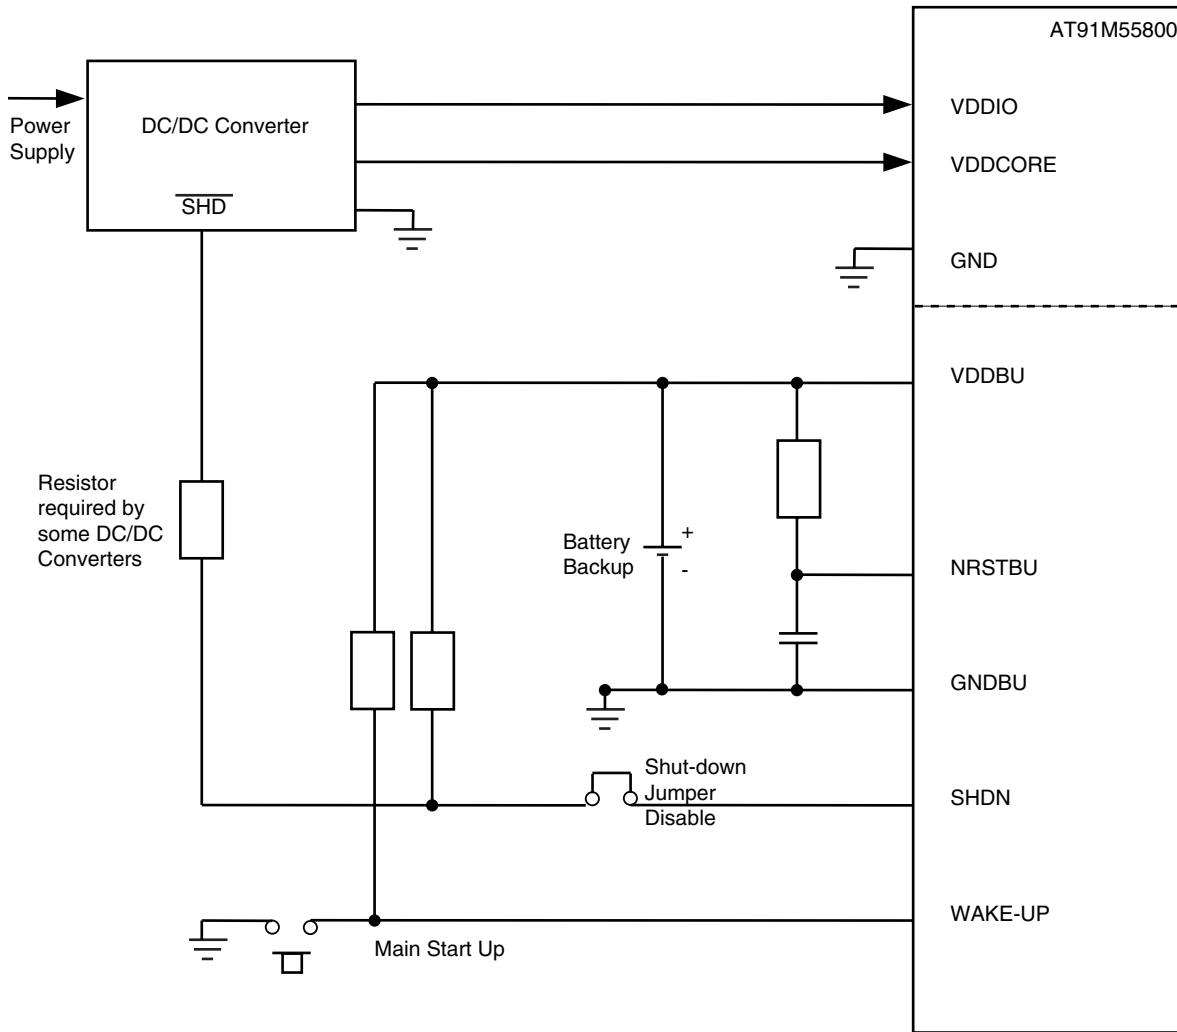 AT91M55800
Power
Supply
DC/DC Converter
SHD
VDDIO
VDDCORE
GND
VDDBU
Resistor
required by
some DC/DC
Converters
Battery
Backup
+
-
NRSTBU
GNDBU
Shut-down
Jumper
Disable
SHDN
WAKE-UP
Main Start Up